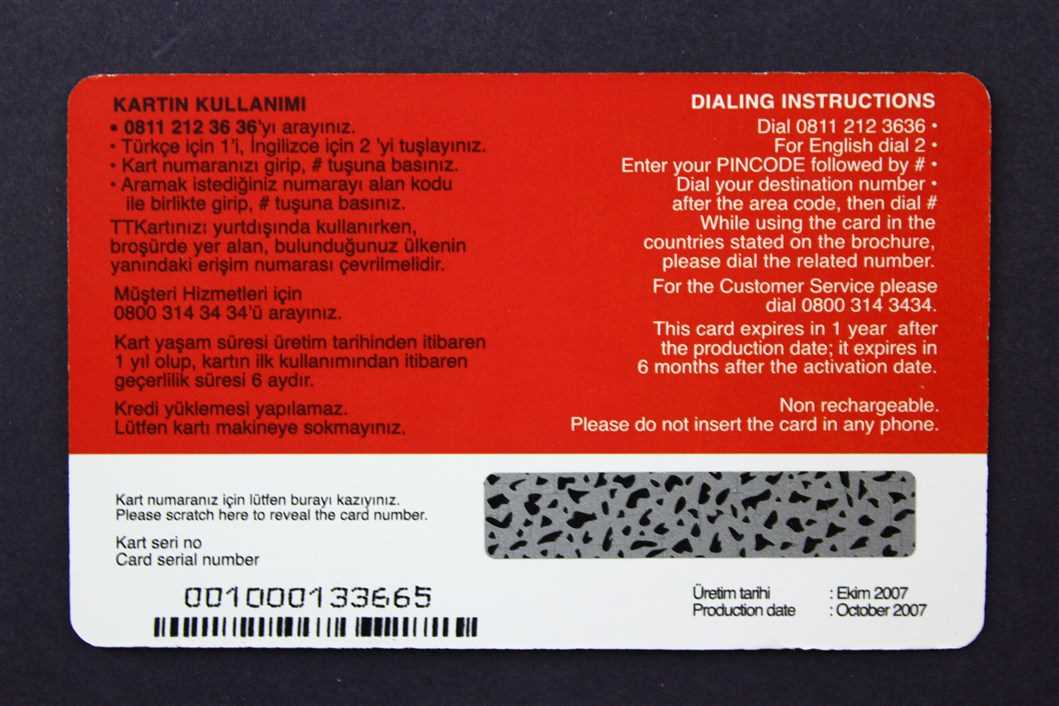 KARTIN KULLANIMI
• 0811 212 36 36'yı arayınız.
• Türkçe için 1'i, İngilizce için 2 'yi tuşlayınız.
• Kart numaranızı girip, # tuşuna basınız.
• Aramak istediğiniz numarayı alan kodu
ile birlikte girip, # tuşuna basınız.
TTKartınızı yurtdışında kullanırken,
broşürde yer alan, bulunduğunuz ülkenin
yanındaki erişim numarası çevrilmelidir.
Müşteri Hizmetleri için
0800 314 34 34'ü arayınız.
Kart yaşam süresi üretim tarihinden itibaren
1 yıl olup, kartın ilk kullanımından itibaren
geçerlilik süresi 6 aydır.
Kredi yüklemesi yapılamaz.
Lütfen kartı makineye sokmayınız.
DIALING INSTRUCTIONS
Dial 0811 212 3636 •
For English dial 2 •
Enter your PINCODE followed by # •
Dial your destination number •
after the area code, then dial #
While using the card in the
countries stated on the brochure,
please dial the related number.
For the Customer Service please
dial 0800 314 3434.
This card expires in 1 year after
the production date; it expires in
6 months after the activation date.
Non rechargeable.
Please do not insert the card in any phone.
Kart numaranız için lütfen burayı kazıyınız.
Please scratch here to reveal the card number.
Kart seri no
Card serial number
001000133665
Üretim tarihi : Ekim 2007
Production date : October 2007